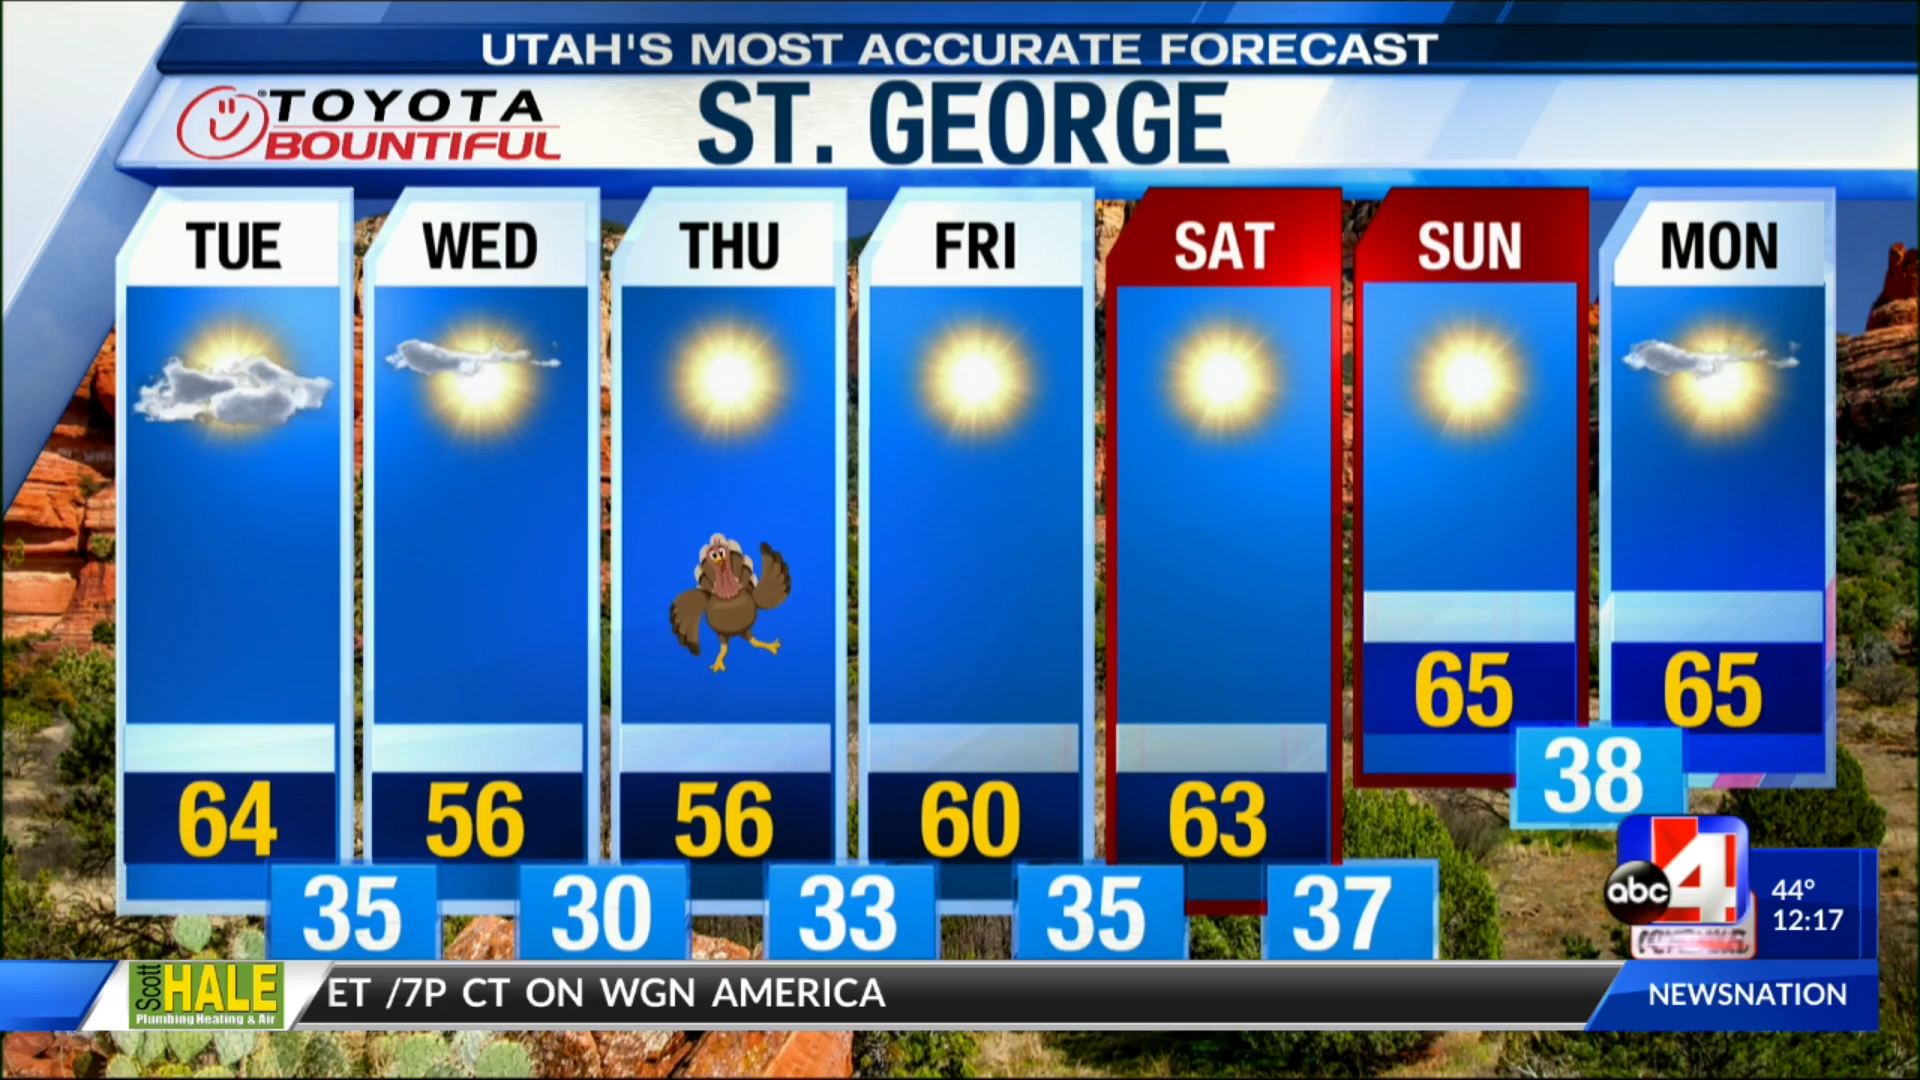 UTAH'S MOST ACCURATE FORECAST
TOYOTA
BOUNTIFUL
ST. GEORGE
TUE WED THU FRI SAT SUN MON
65 65
38
64 56 56 60 63
35 30 33 35 37
abc 4
44°
12:17
Scott HALE
Plumbing Heating & Air
ET /7P CT ON WGN AMERICA
NEWSNATION